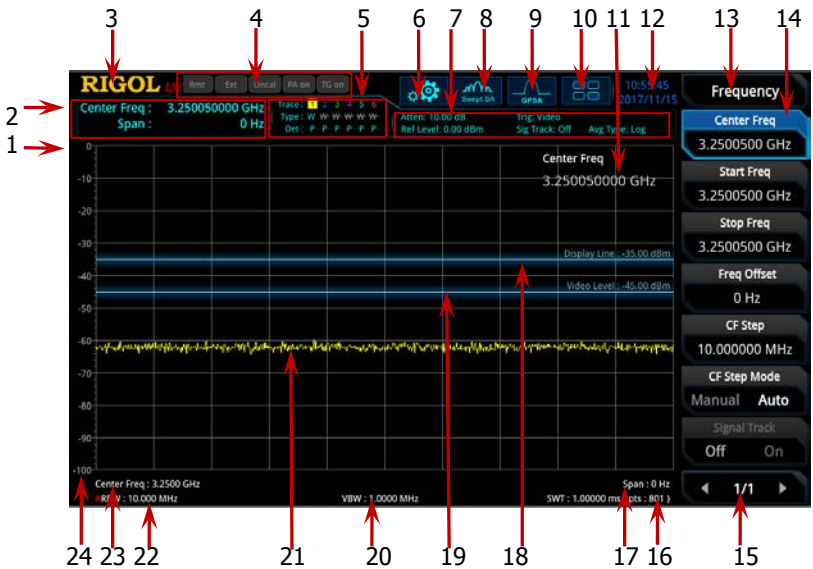 3 4 5 6 7 8 9 10 11 12 13 14
RIGOL Rmt Ext Uncal PA on TG on
Swept SA GPSA
10:55:45
2017/11/15
Frequency
2
Center Freq : 3.250050000 GHz
Span : 0 Hz
Trace : 1 2 3 4 5 6
Type : W W W W W W
Det : P P P P P P
Atten: 10.00 dB Trig: Video
Ref Level: 0.00 dBm Sig Track: Off Avg Type: Log
1
0
-10
-20
-30
-40
-50
-60
-70
-80
-90
-100
Center Freq
3.250050000 GHz
Display Line : -35.00 dBm
Video Level : -45.00 dBm
Center Freq
3.2500500 GHz
Start Freq
3.2500500 GHz
Stop Freq
3.2500500 GHz
Freq Offset
0 Hz
CF Step
10.000000 MHz
CF Step Mode
Manual Auto
Signal Track
Off On
1/1
Center Freq : 3.2500 GHz Span : 0 Hz
RBW : 10.000 MHz VBW : 1.0000 MHz SWT : 1.00000 ms pts : 801 )
24 23 22 21 20 19 18 17 16 15